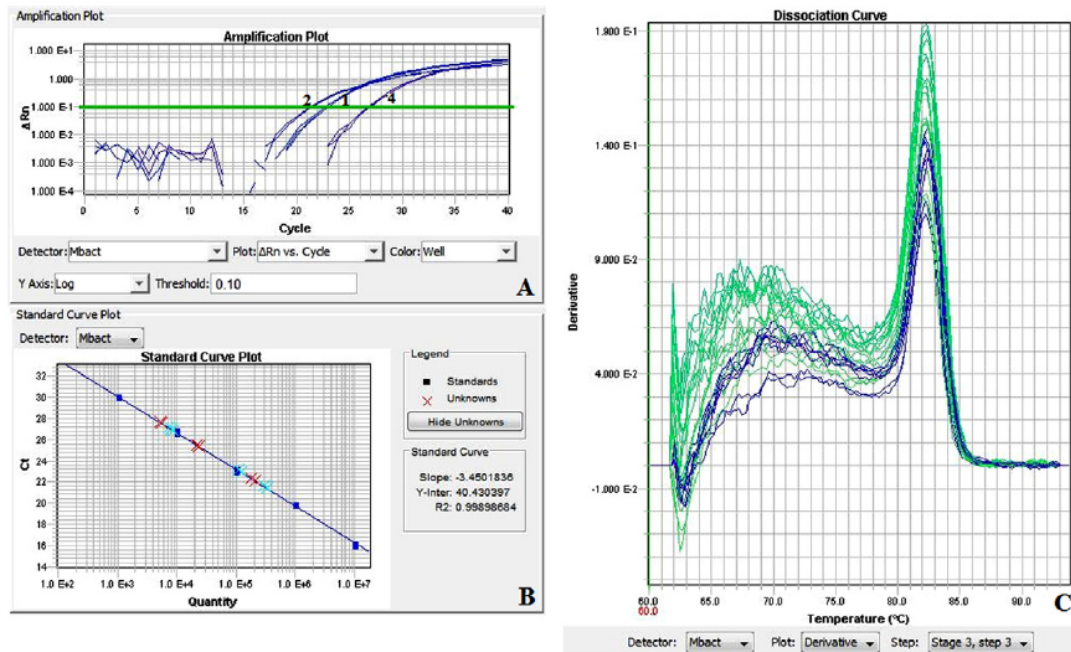 Amplification Plot
Amplification Plot
1.000 E+1
1.000
1.000 E-1
1.000 E-2
1.000 E-3
1.000 E-4
ΔRn
2 1 4
0 5 10 15 20 25 30 35 40
Cycle
Detector: Mbact Plot: ΔRn vs. Cycle Color: Well
Y Axis: Log Threshold: 0.10
A
Standard Curve Plot
Detector: Mbact
Standard Curve Plot
32
30
28
26
24
22
20
18
16
14
Ct
1.0 E+2 1.0 E+3 1.0 E+4 1.0 E+5 1.0 E+6 1.0 E+7
Quantity
Legend
Standards
Unknowns
Hide Unknowns
Standard Curve
Slope: -3.4501836
Y-Inter: 40.430397
R2: 0.99898684
B
Dissociation Curve
1.900 E-1
1.400 E-1
9.000 E-2
4.000 E-2
-1.000 E-2
Derivative
60.0 65.0 70.0 75.0 80.0 85.0 90.0
60.0
Temperature (°C)
C
Detector: Mbact Plot: Derivative Step: Stage 3, step 3